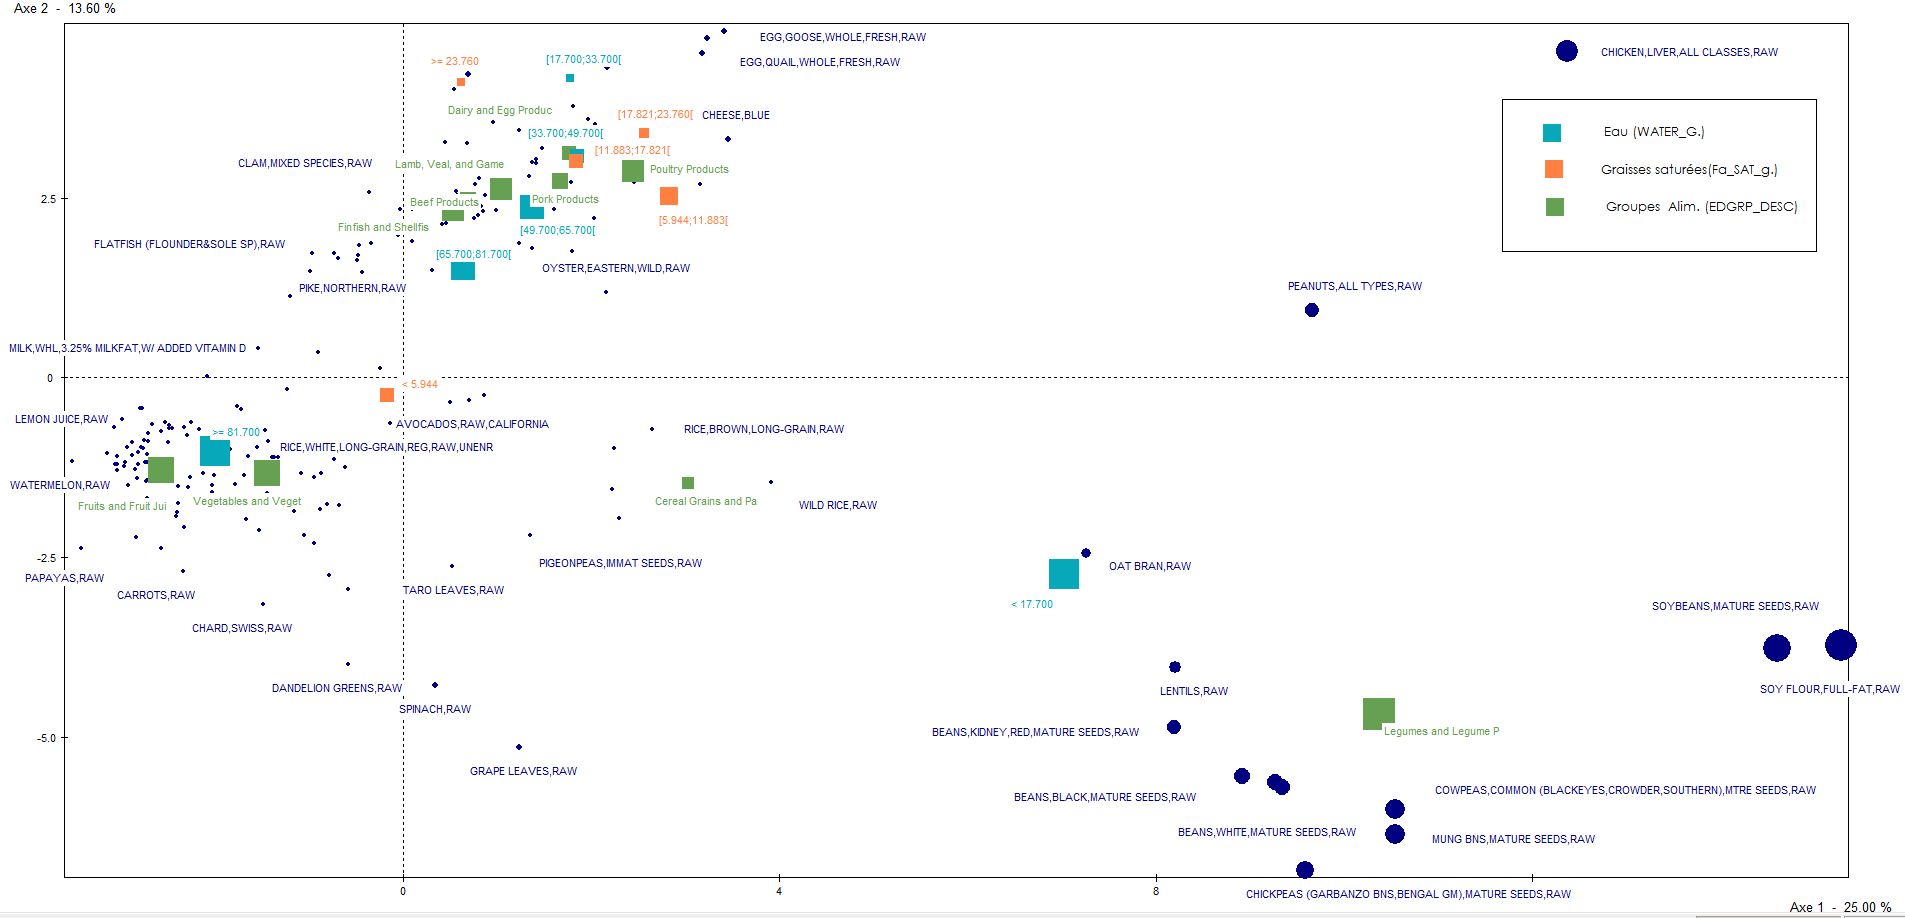 Axe 2 - 13.60 %
EGG,GOOSE,WHOLE,FRESH,RAW
CHICKEN,LIVER,ALL CLASSES,RAW
>= 23.760
[17.700;33.700[
EGG,QUAIL,WHOLE,FRESH,RAW
Dairy and Egg Produc
[17.821;23.760[
CHEESE,BLUE
[33.700;49.700[
Eau (WATER_G.)
[11.883;17.821[
CLAM,MIXED SPECIES,RAW
Lamb, Veal, and Game
Poultry Products
Graisses saturées(Fa_SAT_g.)
2.5
Beef Products
Pork Products
Groupes Alim. (EDGRP_DESC)
[5.944;11.883[
Finfish and Shellfis
[49.700;65.700[
FLATFISH (FLOUNDER&SOLE SP),RAW
[65.700;81.700[
OYSTER,EASTERN,WILD,RAW
PIKE,NORTHERN,RAW
PEANUTS,ALL TYPES,RAW
MILK,WHL,3.25% MILKFAT,W/ ADDED VITAMIN D
0
< 5.944
LEMON JUICE,RAW
AVOCADOS,RAW,CALIFORNIA
>= 81.700
RICE,BROWN,LONG-GRAIN,RAW
RICE,WHITE,LONG-GRAIN,REG,RAW,UNENR
WATERMELON,RAW
Fruits and Fruit Jui
Vegetables and Veget
Cereal Grains and Pa
WILD RICE,RAW
-2.5
PIGEONPEAS,IMMAT SEEDS,RAW
OAT BRAN,RAW
PAPAYAS,RAW
CARROTS,RAW
TARO LEAVES,RAW
< 17.700
SOYBEANS,MATURE SEEDS,RAW
CHARD,SWISS,RAW
DANDELION GREENS,RAW
LENTILS,RAW
SOY FLOUR,FULL-FAT,RAW
SPINACH,RAW
-5.0
BEANS,KIDNEY,RED,MATURE SEEDS,RAW
Legumes and Legume P
GRAPE LEAVES,RAW
BEANS,BLACK,MATURE SEEDS,RAW
COWPEAS,COMMON (BLACKEYES,CROWDER,SOUTHERN),MTRE SEEDS,RAW
BEANS,WHITE,MATURE SEEDS,RAW
MUNG BNS,MATURE SEEDS,RAW
0
4
8
CHICKPEAS (GARBANZO BNS,BENGAL GM),MATURE SEEDS,RAW
Axe 1 - 25.00 %